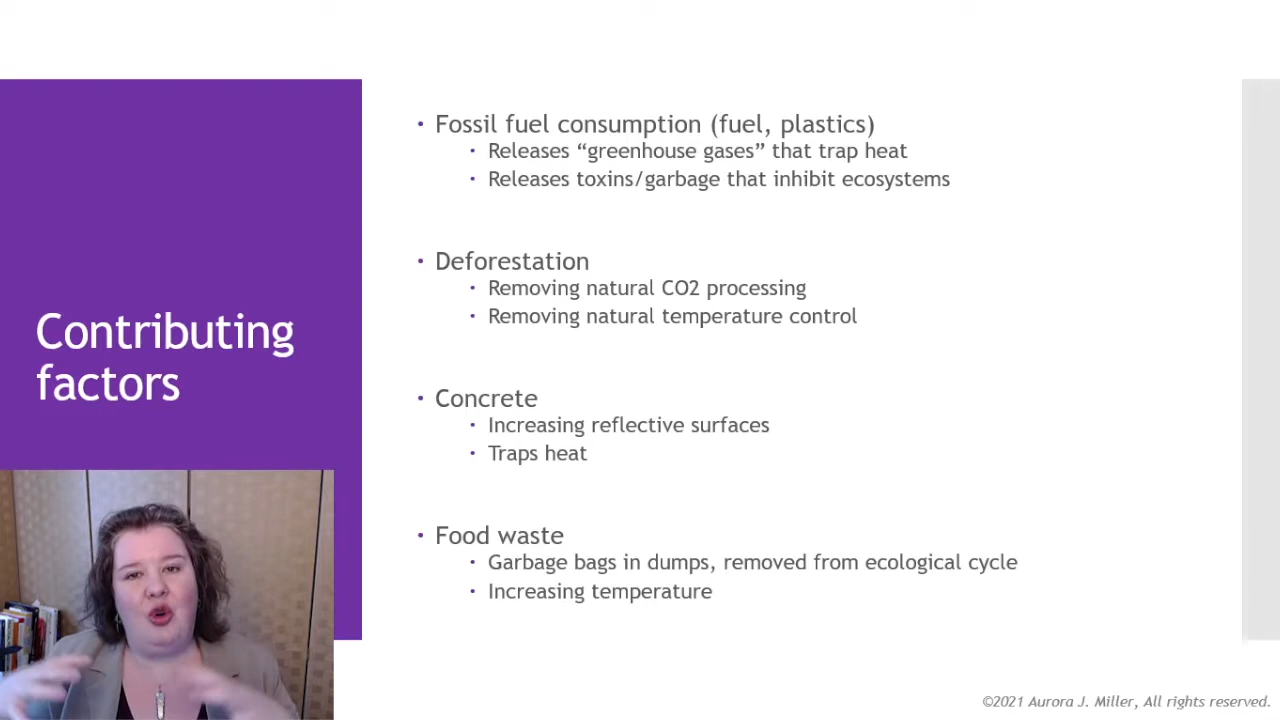 Contributing
factors
• Fossil fuel consumption (fuel, plastics)
• Releases “greenhouse gases” that trap heat
• Releases toxins/garbage that inhibit ecosystems
• Deforestation
• Removing natural CO2 processing
• Removing natural temperature control
• Concrete
• Increasing reflective surfaces
• Traps heat
• Food waste
• Garbage bags in dumps, removed from ecological cycle
• Increasing temperature
©2021 Aurora J. Miller, All rights reserved.